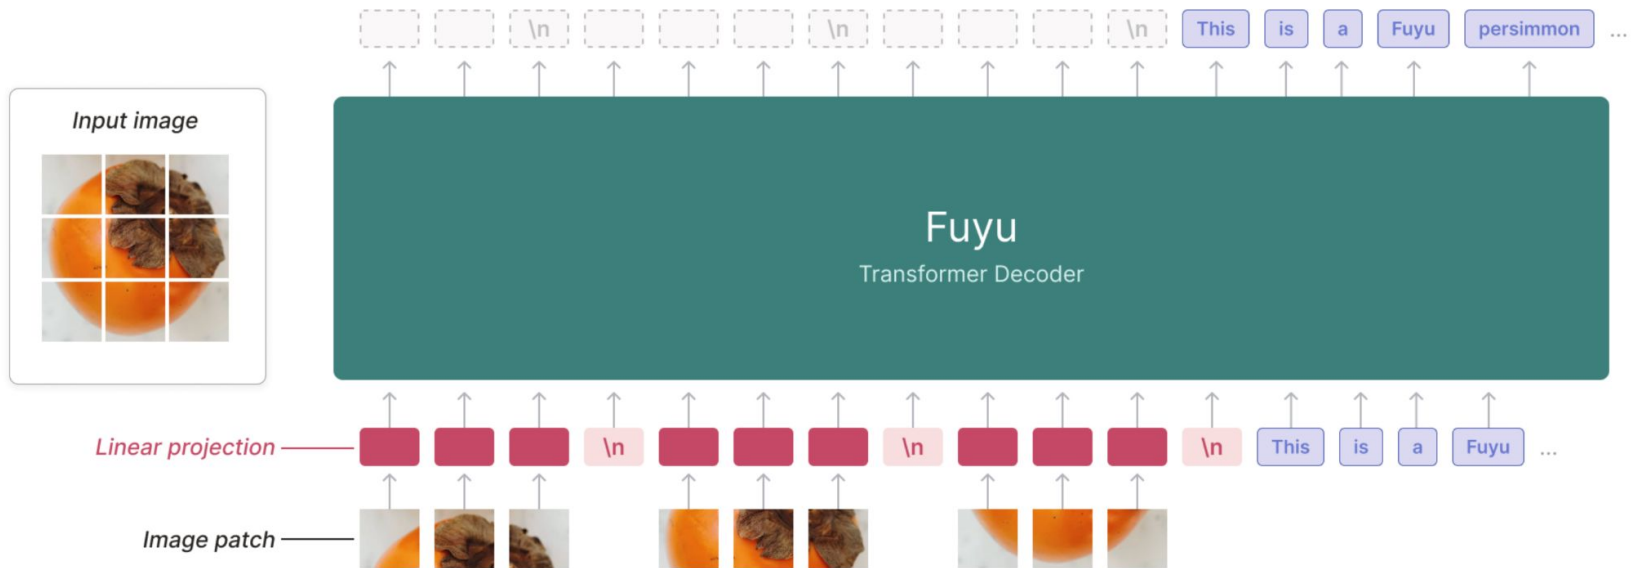 \n \n \n This is a Fuyu persimmon ...
Input image
Fuyu
Transformer Decoder
Linear projection \n \n \n This is a Fuyu ...
Image patch